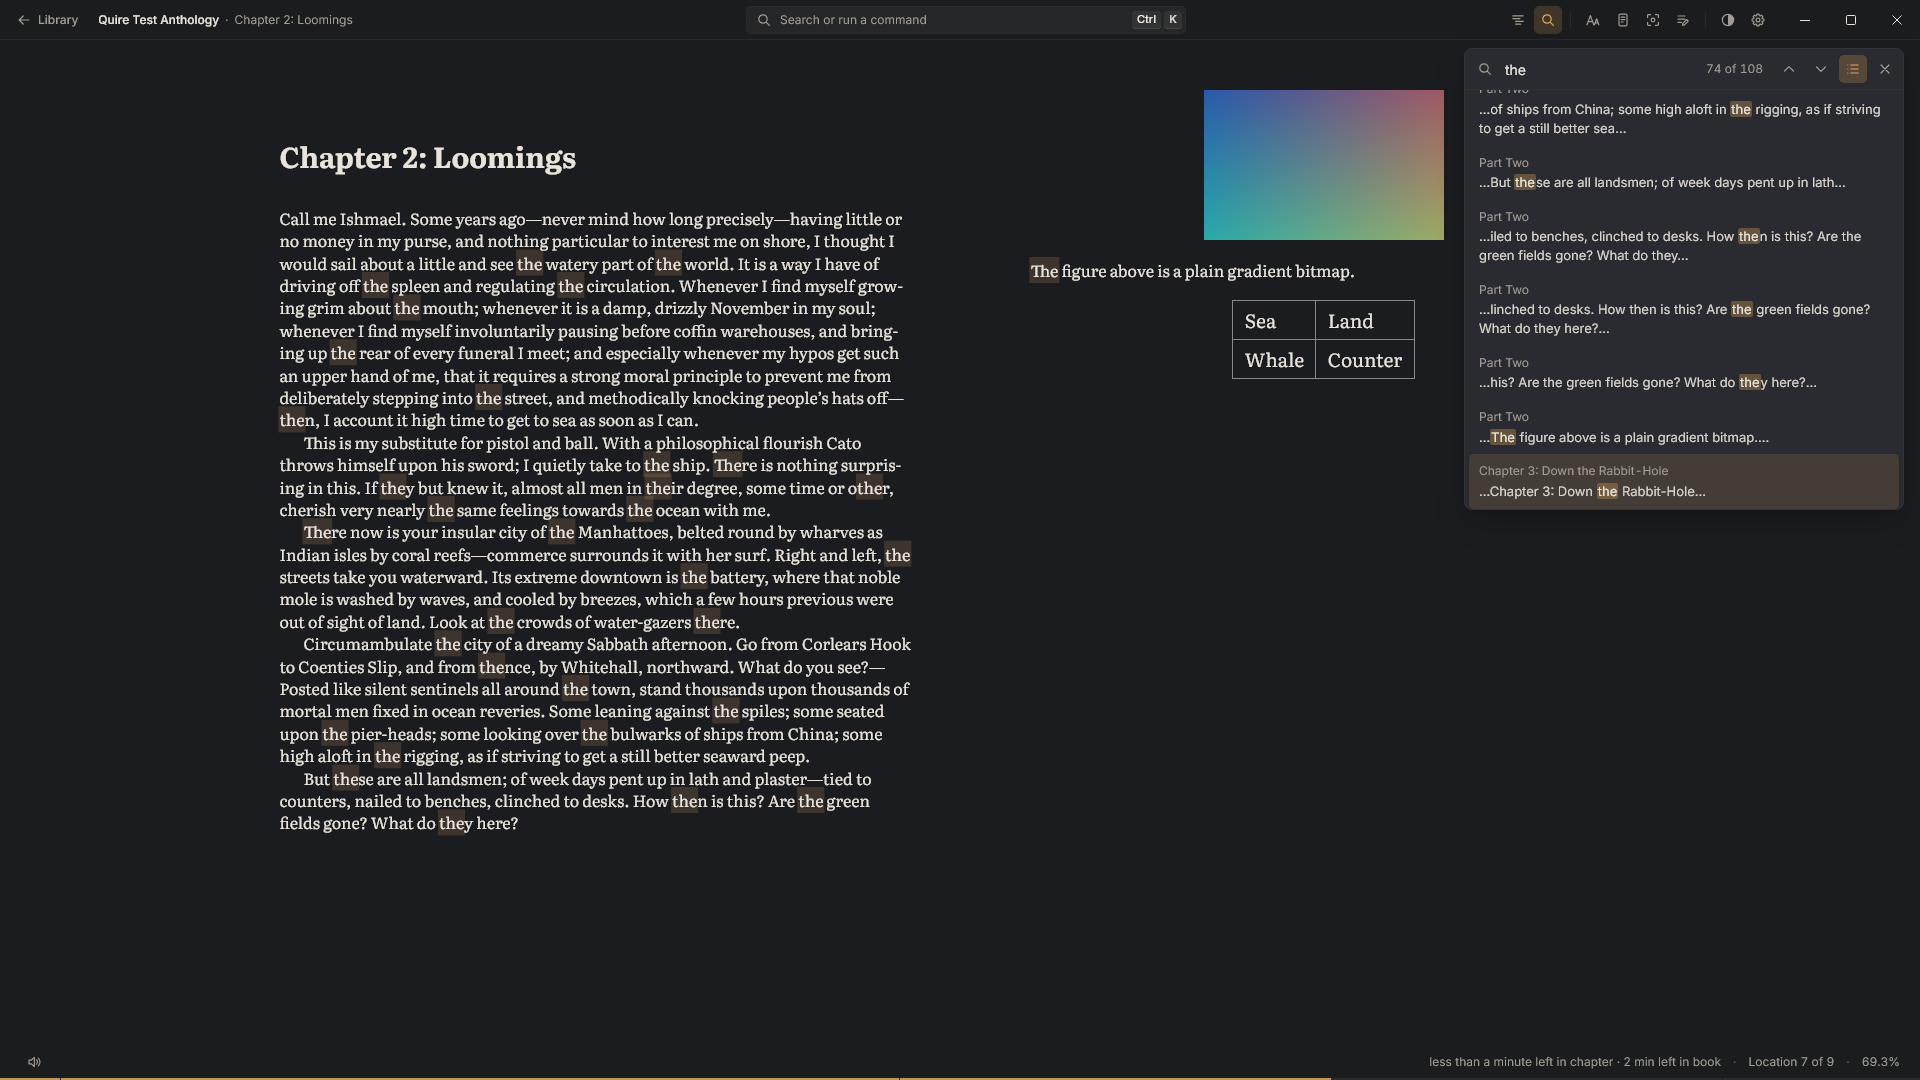 Library
Quire Test Anthology · Chapter 2: Loomings
Search or run a command
Ctrl K
Chapter 2: Loomings
Call me Ishmael. Some years ago—never mind how long precisely—having little or
no money in my purse, and nothing particular to interest me on shore, I thought I
would sail about a little and see the watery part of the world. It is a way I have of
driving off the spleen and regulating the circulation. Whenever I find myself grow-
ing grim about the mouth; whenever it is a damp, drizzly November in my soul;
whenever I find myself involuntarily pausing before coffin warehouses, and bring-
ing up the rear of every funeral I meet; and especially whenever my hypos get such
an upper hand of me, that it requires a strong moral principle to prevent me from
deliberately stepping into the street, and methodically knocking people’s hats off—
then, I account it high time to get to sea as soon as I can.
This is my substitute for pistol and ball. With a philosophical flourish Cato
throws himself upon his sword; I quietly take to the ship. There is nothing surpris-
ing in this. If they but knew it, almost all men in their degree, some time or other,
cherish very nearly the same feelings towards the ocean with me.
There now is your insular city of the Manhattoes, belted round by wharves as
Indian isles by coral reefs—commerce surrounds it with her surf. Right and left, the
streets take you waterward. Its extreme downtown is the battery, where that noble
mole is washed by waves, and cooled by breezes, which a few hours previous were
out of sight of land. Look at the crowds of water-gazers there.
Circumambulate the city of a dreamy Sabbath afternoon. Go from Corlears Hook
to Coenties Slip, and from thence, by Whitehall, northward. What do you see?—
Posted like silent sentinels all around the town, stand thousands upon thousands of
mortal men fixed in ocean reveries. Some leaning against the spiles; some seated
upon the pier-heads; some looking over the bulwarks of ships from China; some
high aloft in the rigging, as if striving to get a still better seaward peep.
But these are all landsmen; of week days pent up in lath and plaster—tied to
counters, nailed to benches, clinched to desks. How then is this? Are the green
fields gone? What do they here?
The figure above is a plain gradient bitmap.
Sea Land
Whale Counter
the
74 of 108
Part Two
...of ships from China; some high aloft in the rigging, as if striving
to get a still better sea...
Part Two
...But these are all landsmen; of week days pent up in lath...
Part Two
...iled to benches, clinched to desks. How then is this? Are the
green fields gone? What do they...
Part Two
...linched to desks. How then is this? Are the green fields gone?
What do they here?...
Part Two
...his? Are the green fields gone? What do they here?...
Part Two
...The figure above is a plain gradient bitmap....
Chapter 3: Down the Rabbit-Hole
...Chapter 3: Down the Rabbit-Hole...
less than a minute left in chapter · 2 min left in book · Location 7 of 9 · 69.3%